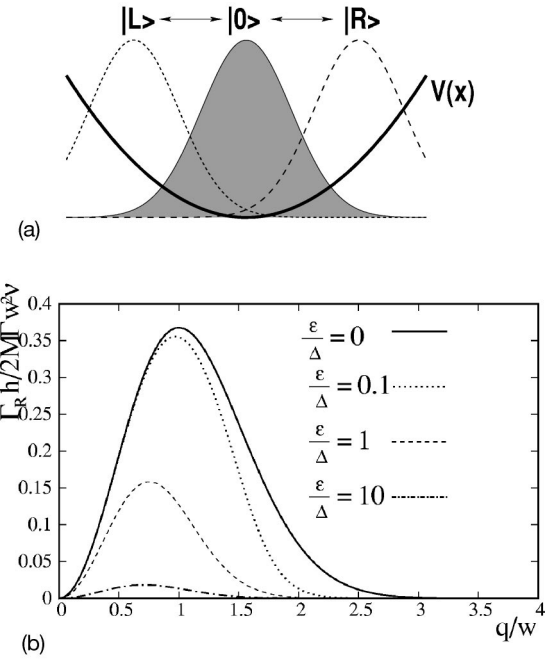 |L> |0> |R>
V(x)
(a)
Γ_R h/2MΓw²ν
0.4
0.35
0.3
0.25
0.2
0.15
0.1
0.05
0
0 0.5 1 1.5 2 2.5 3 3.5 4
q/w
ε/Δ = 0
ε/Δ = 0.1
ε/Δ = 1
ε/Δ = 10
(b)